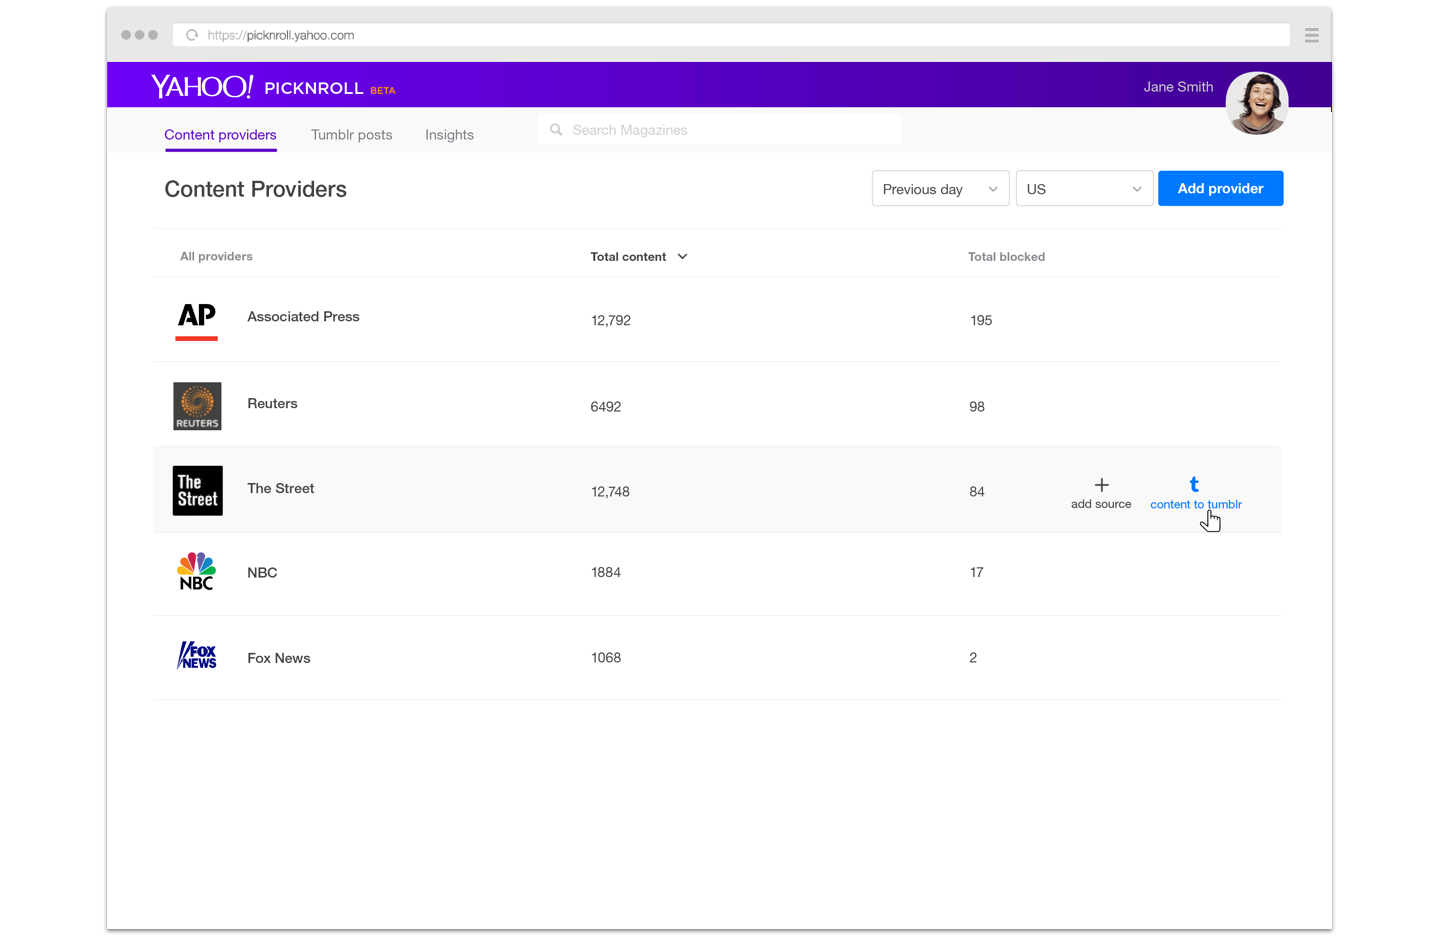 https://picknroll.yahoo.com
YAHOO! PICKNROLL BETA
Jane Smith
Content providers Tumblr posts Insights Search Magazines
Content Providers Previous day US Add provider
All providers Total content Total blocked
AP Associated Press 12,792 195
REUTERS Reuters 6492 98
The Street The Street 12,748 84 add source t content to tumblr
NBC NBC 1884 17
FOX NEWS Fox News 1068 2